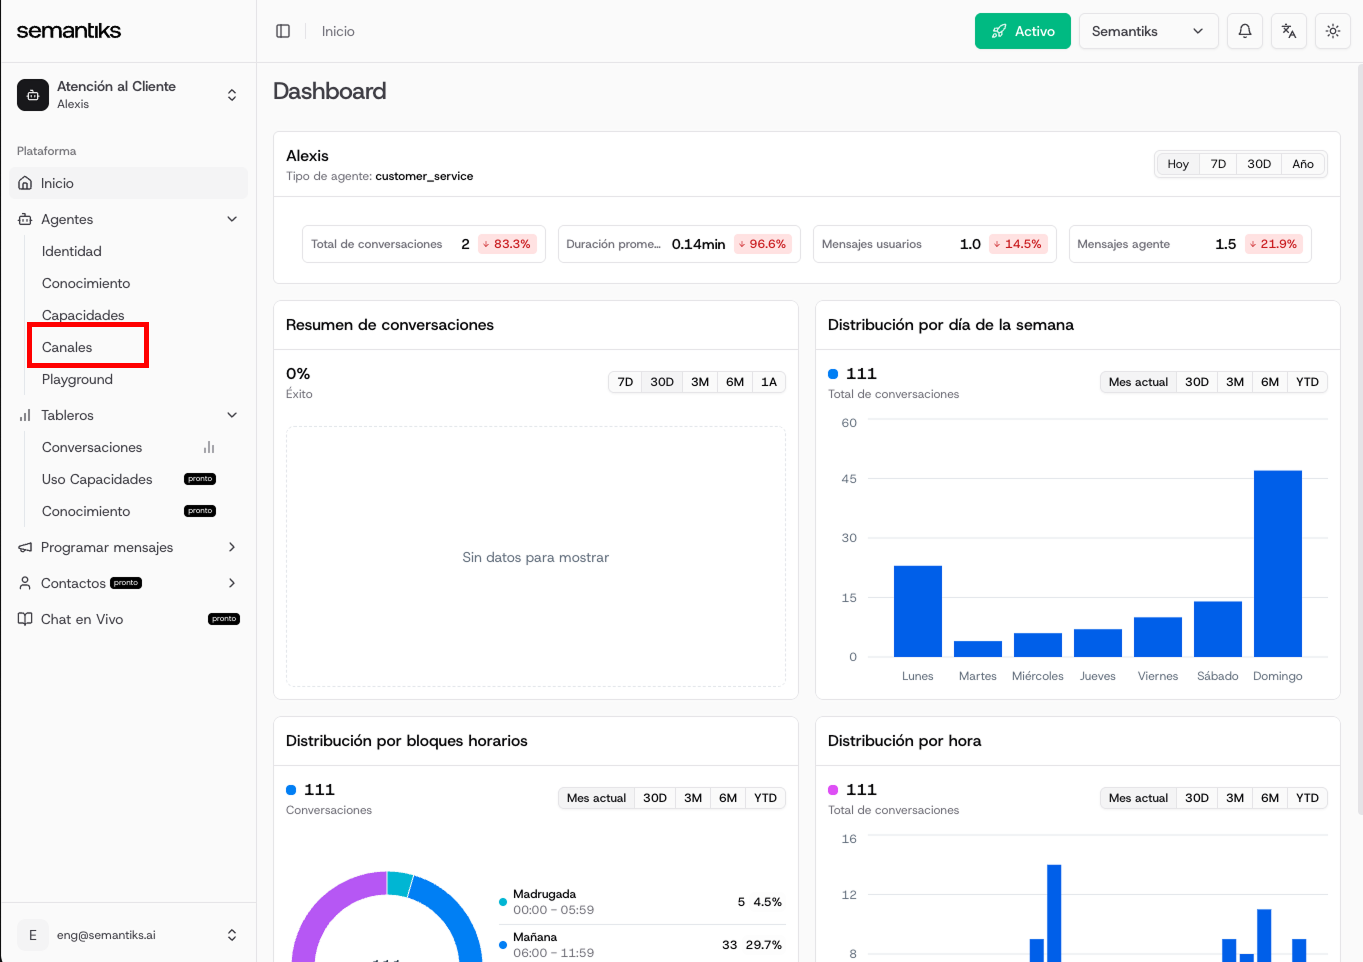 semantiks
Inicio
Activo
Semantiks
Atención al Cliente
Alexis
Plataforma
Inicio
Agentes
Identidad
Conocimiento
Capacidades
Canales
Playground
Tableros
Conversaciones
Uso Capacidades pronto
Conocimiento pronto
Programar mensajes
Contactos pronto
Chat en Vivo pronto
E eng@semantiks.ai
Dashboard
Alexis
Tipo de agente: customer_service
Hoy 7D 30D Año
Total de conversaciones 2 ↓ 83.3%
Duración prome... 0.14min ↓ 96.6%
Mensajes usuarios 1.0 ↓ 14.5%
Mensajes agente 1.5 ↓ 21.9%
Resumen de conversaciones
0%
Éxito
7D 30D 3M 6M 1A
Sin datos para mostrar
Distribución por día de la semana
111
Total de conversaciones
Mes actual 30D 3M 6M YTD
60
45
30
15
0
Lunes Martes Miércoles Jueves Viernes Sábado Domingo
Distribución por bloques horarios
111
Conversaciones
Mes actual 30D 3M 6M YTD
Madrugada
00:00 – 05:59
5 4.5%
Mañana
06:00 – 11:59
33 29.7%
Distribución por hora
111
Total de conversaciones
Mes actual 30D 3M 6M YTD
16
12
8